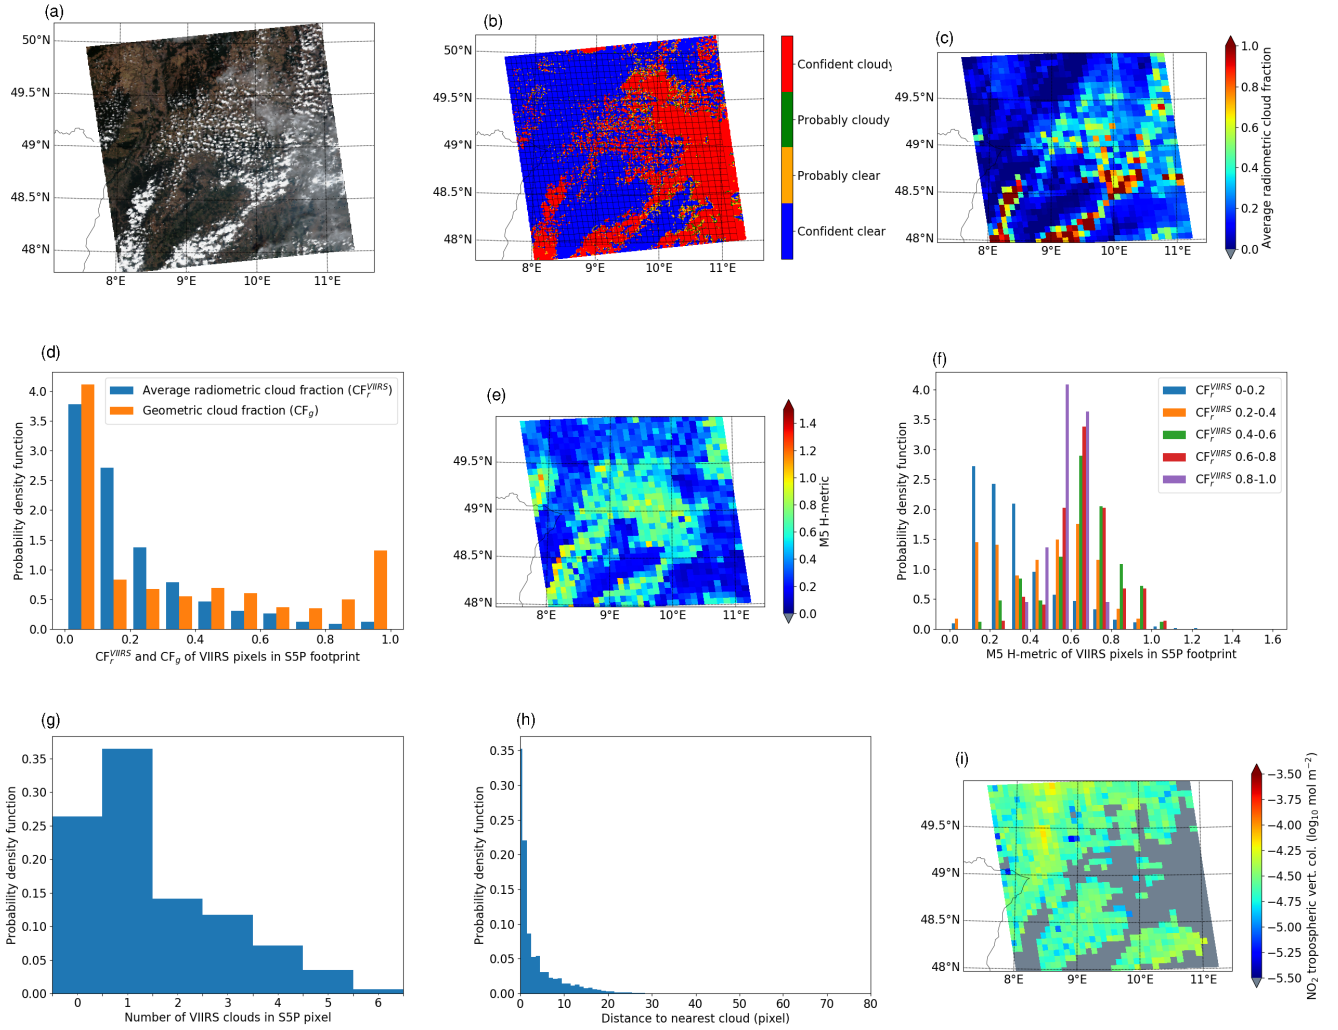 (a)
50°N
49.5°N
49°N
48.5°N
48°N
8°E 9°E 10°E 11°E
(b)
50°N
49.5°N
49°N
48.5°N
48°N
8°E 9°E 10°E 11°E
Confident cloudy
Probably cloudy
Probably clear
Confident clear
(c)
49.5°N
49°N
48.5°N
48°N
8°E 9°E 10°E 11°E
1.0
0.8
0.6
0.4
0.2
0.0
Average radiometric cloud fraction
(d)
Probability density function
4.0
3.5
3.0
2.5
2.0
1.5
1.0
0.5
0.0
Average radiometric cloud fraction (CF_r^VIIRS)
Geometric cloud fraction (CF_g)
0.0 0.2 0.4 0.6 0.8 1.0
CF_r^VIIRS and CF_g of VIIRS pixels in S5P footprint
(e)
49.5°N
49°N
48.5°N
48°N
8°E 9°E 10°E 11°E
1.4
1.2
1.0
0.8
0.6
0.4
0.2
0.0
M5 H-metric
(f)
Probability density function
4.0
3.5
3.0
2.5
2.0
1.5
1.0
0.5
0.0
CF_r^VIIRS 0-0.2
CF_r^VIIRS 0.2-0.4
CF_r^VIIRS 0.4-0.6
CF_r^VIIRS 0.6-0.8
CF_r^VIIRS 0.8-1.0
0.0 0.2 0.4 0.6 0.8 1.0 1.2 1.4 1.6
M5 H-metric of VIIRS pixels in S5P footprint
(g)
Probability density function
0.35
0.30
0.25
0.20
0.15
0.10
0.05
0.00
0 1 2 3 4 5 6
Number of VIIRS clouds in S5P pixel
(h)
Probability density function
0.35
0.30
0.25
0.20
0.15
0.10
0.05
0.00
0 10 20 30 40 50 60 70 80
Distance to nearest cloud (pixel)
(i)
49.5°N
49°N
48.5°N
48°N
8°E 9°E 10°E 11°E
−3.50
−3.75
−4.00
−4.25
−4.50
−4.75
−5.00
−5.25
−5.50
NO₂ tropospheric vert. col. (log₁₀ mol m⁻²)